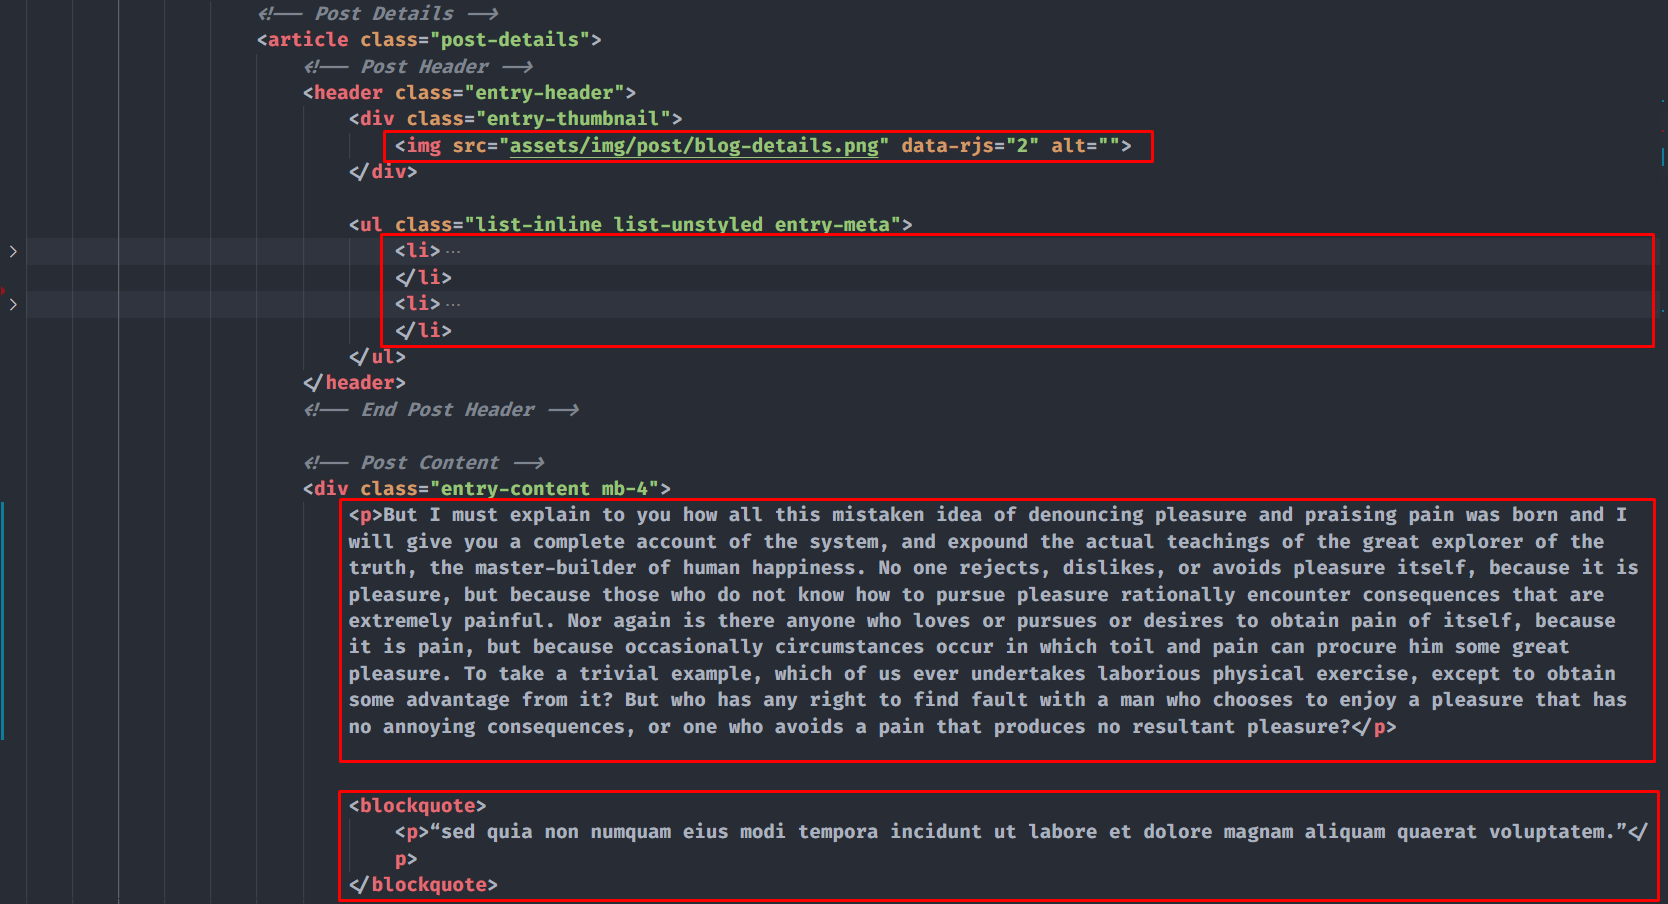 <!-- Post Details -->
<article class="post-details">
<!-- Post Header -->
<header class="entry-header">
<div class="entry-thumbnail">
<img src="assets/img/post/blog-details.png" data-rjs="2" alt="">
</div>
<ul class="list-inline list-unstyled entry-meta">
<li>···
</li>
<li>···
</li>
</ul>
</header>
<!-- End Post Header -->
<!-- Post Content -->
<div class="entry-content mb-4">
<p>But I must explain to you how all this mistaken idea of denouncing pleasure and praising pain was born and I
will give you a complete account of the system, and expound the actual teachings of the great explorer of the
truth, the master-builder of human happiness. No one rejects, dislikes, or avoids pleasure itself, because it is
pleasure, but because those who do not know how to pursue pleasure rationally encounter consequences that are
extremely painful. Nor again is there anyone who loves or pursues or desires to obtain pain of itself, because
it is pain, but because occasionally circumstances occur in which toil and pain can procure him some great
pleasure. To take a trivial example, which of us ever undertakes laborious physical exercise, except to obtain
some advantage from it? But who has any right to find fault with a man who chooses to enjoy a pleasure that has
no annoying consequences, or one who avoids a pain that produces no resultant pleasure?</p>
<blockquote>
<p>“sed quia non numquam eius modi tempora incidunt ut labore et dolore magnam aliquam quaerat voluptatem.”</
p>
</blockquote>